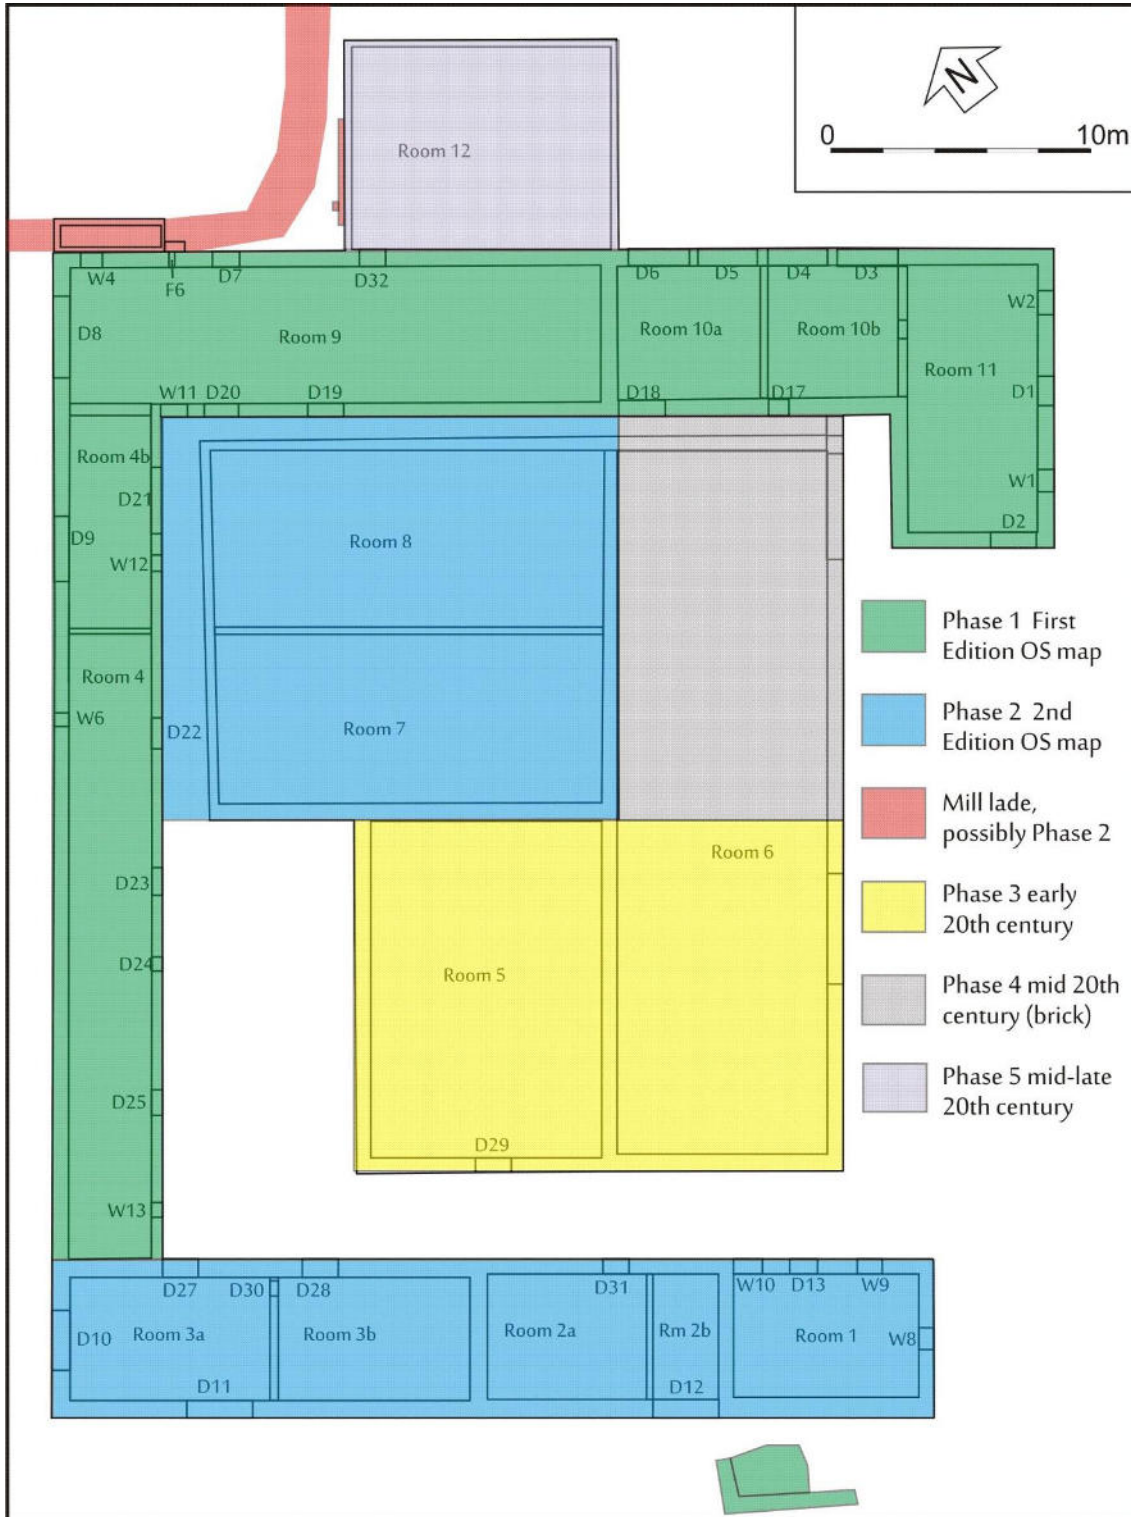 N
0 10m
Room 12
W4
F6
D7
D32
D6
D5
D4
D3
W2
D8
Room 9
Room 10a
Room 10b
Room 11
D1
W11
D20
D19
D18
D17
Room 4b
D21
W1
D2
D9
W12
Room 8
Room 4
W6
D22
Room 7
Phase 1 First
Edition OS map
Phase 2 2nd
Edition OS map
Mill lade,
possibly Phase 2
Phase 3 early
20th century
Phase 4 mid 20th
century (brick)
Phase 5 mid-late
20th century
Room 6
D23
D24
Room 5
D25
D29
W13
D27
D30
D28
D31
W10
D13
W9
D10
Room 3a
Room 3b
Room 2a
Rm 2b
Room 1
W8
D11
D12